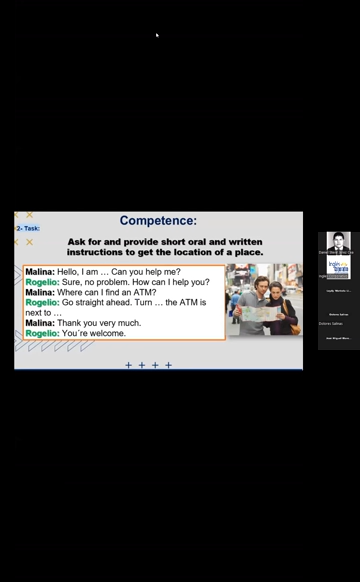 Competence:
2- Task:
Ask for and provide short oral and written
instructions to get the location of a place.
Malina: Hello, I am … Can you help me?
Rogelio: Sure, no problem. How can I help you?
Malina: Where can I find an ATM?
Rogelio: Go straight ahead. Turn … the ATM is
next to …
Malina: Thank you very much.
Rogelio: You´re welcome.